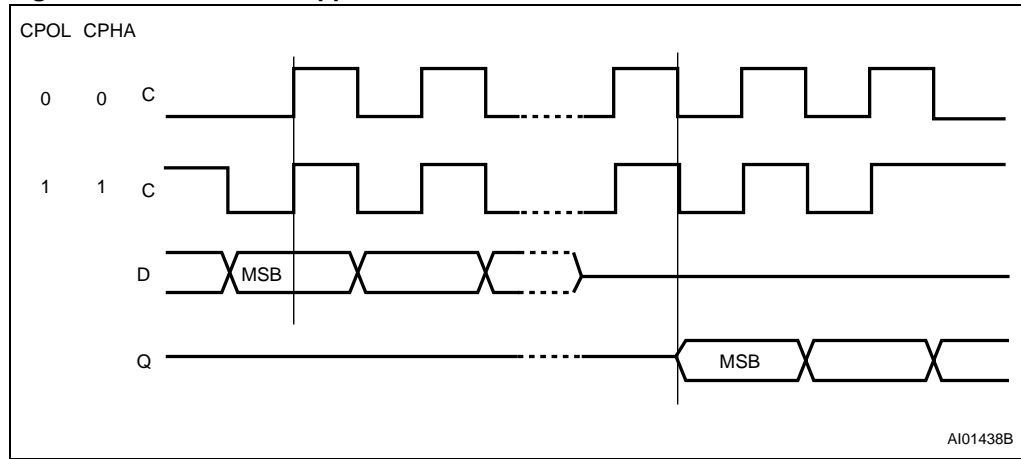 CPOL CPHA
0 0 C
1 1 C
D MSB
Q MSB
AI01438B